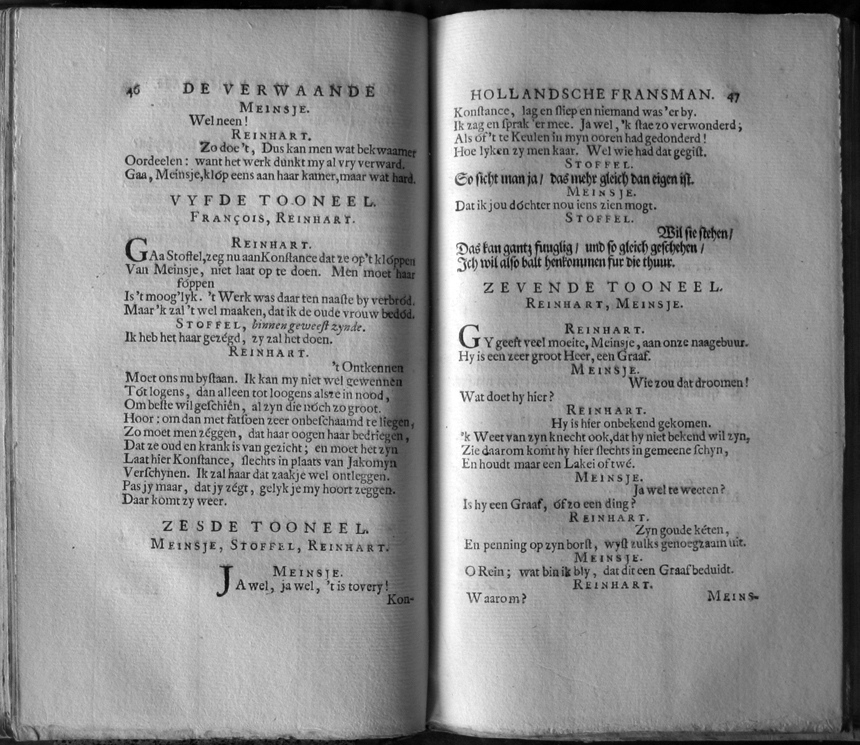 46 DE VERWAANDE
MEINSJE.
Wel neen!
REINHART.
Zo doe't, Dus kan men wat bekwaamer
Oordeelen: want het werk dunkt my al vry verward.
Gaa, Meinsje, klóp eens aan haar kamer, maar wat hard.
VYFDE TOONEEL.
FRANÇOIS, REINHART.
REINHART.
GAa Stoffel, zeg nu aan Konstance dat ze op't klóppen
Van Meinsje, niet laat op te doen. Men moet haar
fóppen
Is 't moog'lyk. 't Werk was daar ten naaste by verbród.
Maar 'k zal 't wel maaken, dat ik de oude vrouw bedód.
STOFFEL, binnen geweest zynde.
Ik heb het haar gezégd, zy zal het doen.
REINHART.
't Ontkennen
Moet ons nu bystaan. Ik kan my niet wel gewennen
Tót logens, dan alleen tot loogens alsze in nood,
Om beste wil geschiên, al zyn die nóch zo groot.
Hoor; om dan met fatsoen zeer onbeschaamd te liegen,
Zo moet men zéggen, dat haar oogen haar bedriegen,
Dat ze oud en krank is van gezicht; en moet het zyn
Laat hier Konstance, slechts in plaats van Jakomyn
Verschynen. Ik zal haar dat zaakje wel ontleggen.
Pas jy maar, dat jy zégt, gelyk je my hoort zeggen.
Daar komt zy weer.
ZESDE TOONEEL.
MEINSJE, STOFFEL, REINHART.
MEINSJE.
JA wel, ja wel, 't is tovery!
Kon-
HOLLANDSCHE FRANSMAN. 47
Konstance, lag en sliep en niemand was 'er by.
Ik zag en sprak 'er mee. Ja wel, 'k stae zo verwonderd;
Als óf 't te Keulen in myn ooren had gedonderd!
Hoe lyken zy men kaar. Wel wie had dat gegist.
STOFFEL.
So sicht man ja / das mehr gleich dan eigen ist.
MEINSJE.
Dat ik jou dóchter nou iens zien mogt.
STOFFEL.
Wil sie stehen /
Das kan gantz fuuglig / und so gleich geschehen /
Ich wil also balt henkommen fur die thuur.
ZEVENDE TOONEEL.
REINHART, MEINSJE.
REINHART.
GY geeft veel moeite, Meinsje, aan onze naagebuur.
Hy is een zeer groot Heer, een Graaf.
MEINSJE.
Wie zou dat droomen!
Wat doet hy hier?
REINHART.
Hy is hier onbekend gekomen.
'k Weet van zyn knecht ook, dat hy niet bekend wil zyn,
Zie daarom komt hy hier slechts in gemeene schyn,
En houdt maar een Lakei of twé.
MEINSJE.
Ja wel te weeten?
Is hy een Graaf, óf zo een ding?
REINHART.
Zyn goude kéten,
En penning op zyn borst, wyst zulks genoegzaam uit.
MEINSJE.
O Rein; wat bin ik bly, dat dit een Graaf beduidt.
REINHART.
Waarom?
MEINS-